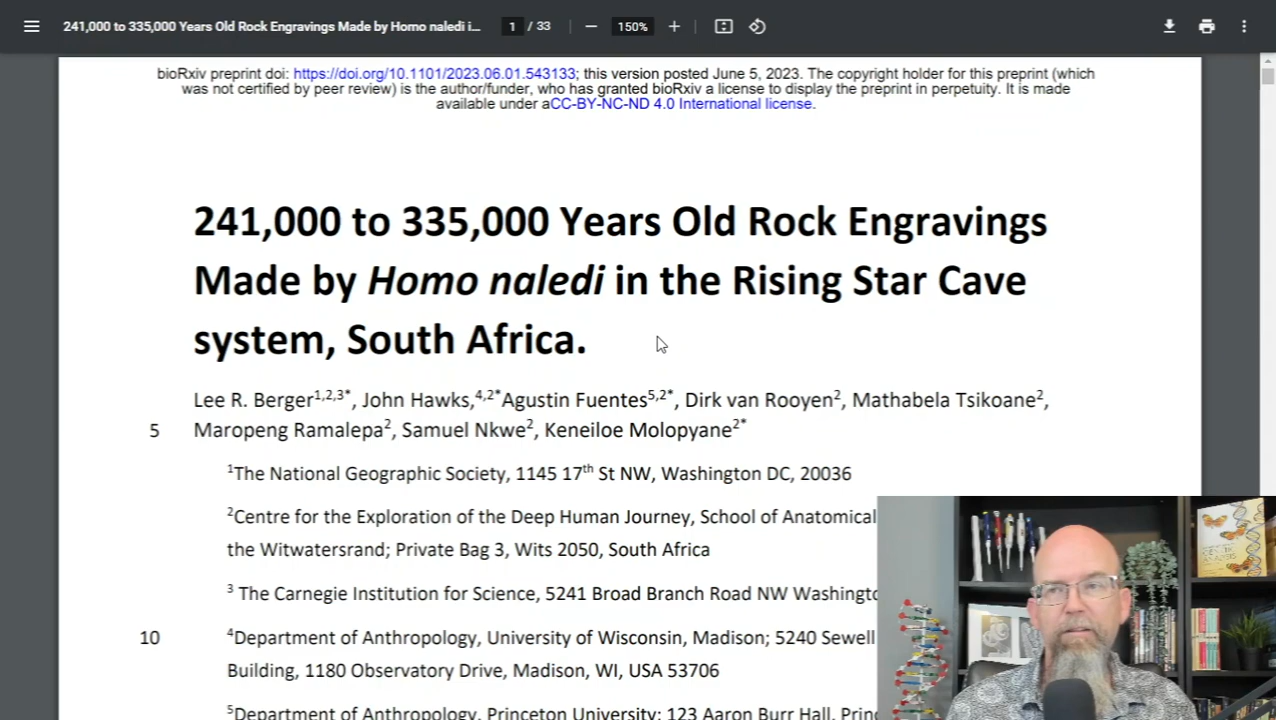 241,000 to 335,000 Years Old Rock Engravings Made by Homo naledi i...
1 / 33
150%
bioRxiv preprint doi: https://doi.org/10.1101/2023.06.01.543133; this version posted June 5, 2023. The copyright holder for this preprint (which
was not certified by peer review) is the author/funder, who has granted bioRxiv a license to display the preprint in perpetuity. It is made
available under aCC-BY-NC-ND 4.0 International license.
241,000 to 335,000 Years Old Rock Engravings
Made by Homo naledi in the Rising Star Cave
system, South Africa.
Lee R. Berger1,2,3*, John Hawks,4,2*Agustin Fuentes5,2*, Dirk van Rooyen2, Mathabela Tsikoane2,
5 Maropeng Ramalepa2, Samuel Nkwe2, Keneiloe Molopyane2*
1The National Geographic Society, 1145 17th St NW, Washington DC, 20036
2Centre for the Exploration of the Deep Human Journey, School of Anatomical
the Witwatersrand; Private Bag 3, Wits 2050, South Africa
3 The Carnegie Institution for Science, 5241 Broad Branch Road NW Washingto
10 4Department of Anthropology, University of Wisconsin, Madison; 5240 Sewell
Building, 1180 Observatory Drive, Madison, WI, USA 53706
5Department of Anthropology, Princeton University; 123 Aaron Burr Hall, Princ